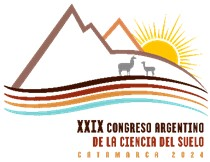 XXIX CONGRESO ARGENTINO
DE LA CIENCIA DEL SUELO
CATAMARCA 2024